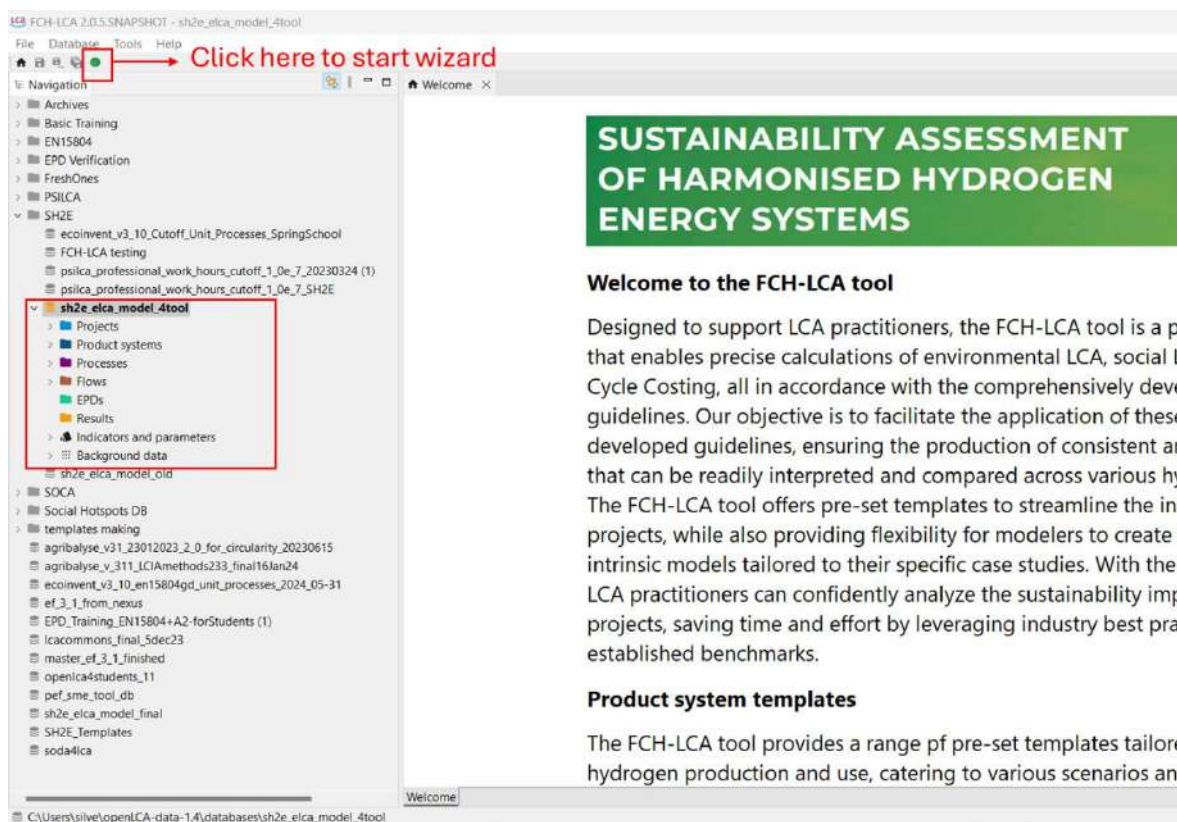 FCH-LCA 2.0.5.SNAPSHOT - sh2e_elca_model_4tool
File Database Tools Help
Click here to start wizard
Navigation
Welcome
Archives
Basic Training
EN15804
EPD Verification
FreshOnes
PSILCA
SH2E
ecoinvent_v3_10_Cutoff_Unit_Processes_SpringSchool
FCH-LCA testing
psilca_professional_work_hours_cutoff_1_0e_7_20230324 (1)
psilca_professional_work_hours_cutoff_1_0e_7_SH2E
sh2e_elca_model_4tool
Projects
Product systems
Processes
Flows
EPDs
Results
Indicators and parameters
Background data
sh2e_elca_model_old
SOCA
Social Hotspots DB
templates making
agribalyse_v31_23012023_2_0_for_circularity_20230615
agribalyse_v_311_LCIAmethods233_final16Jan24
ecoinvent_v3_10_en15804gd_unit_processes_2024_05-31
ef_3_1_from_nexus
EPD_Training_EN15804+A2-forStudents (1)
lcacommons_final_5dec23
master_ef_3_1_finished
openlca4students_11
pef_sme_tool_db
sh2e_elca_model_final
SH2E_Templates
soda4lca
SUSTAINABILITY ASSESSMENT
OF HARMONISED HYDROGEN
ENERGY SYSTEMS
Welcome to the FCH-LCA tool
Designed to support LCA practitioners, the FCH-LCA tool is a p
that enables precise calculations of environmental LCA, social L
Cycle Costing, all in accordance with the comprehensively deve
guidelines. Our objective is to facilitate the application of these
developed guidelines, ensuring the production of consistent ar
that can be readily interpreted and compared across various hy
The FCH-LCA tool offers pre-set templates to streamline the in
projects, while also providing flexibility for modelers to create
intrinsic models tailored to their specific case studies. With the
LCA practitioners can confidently analyze the sustainability imp
projects, saving time and effort by leveraging industry best pra
established benchmarks.
Product system templates
The FCH-LCA tool provides a range pf pre-set templates tailore
hydrogen production and use, catering to various scenarios an
Welcome
C:\Users\silve\openLCA-data-1.4\databases\sh2e_elca_model_4tool